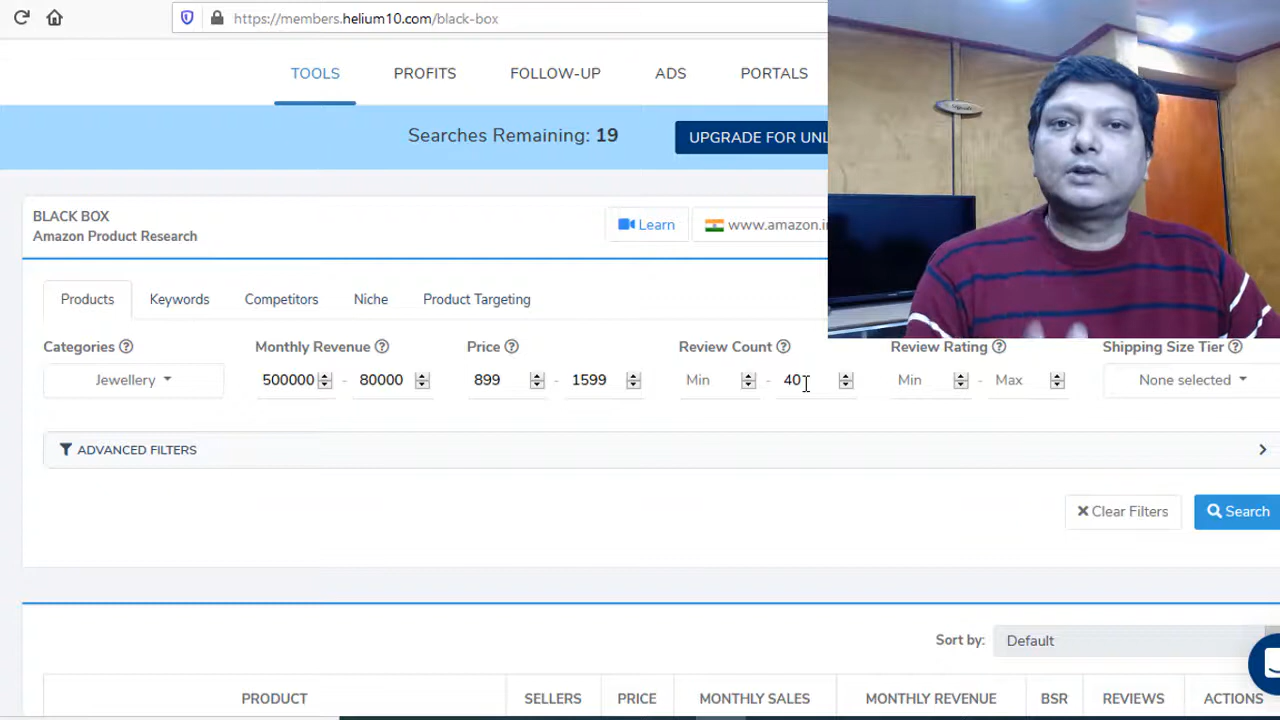 https://members.helium10.com/black-box
TOOLS PROFITS FOLLOW-UP ADS PORTALS
Searches Remaining: 19 UPGRADE FOR UNL
BLACK BOX
Amazon Product Research
Learn www.amazon.in
Products Keywords Competitors Niche Product Targeting
Categories Monthly Revenue Price Review Count Review Rating Shipping Size Tier
Jewellery 500000 - 80000 899 - 1599 Min - 40 Min - Max None selected
ADVANCED FILTERS
Clear Filters Search
Sort by: Default
PRODUCT SELLERS PRICE MONTHLY SALES MONTHLY REVENUE BSR REVIEWS ACTIONS